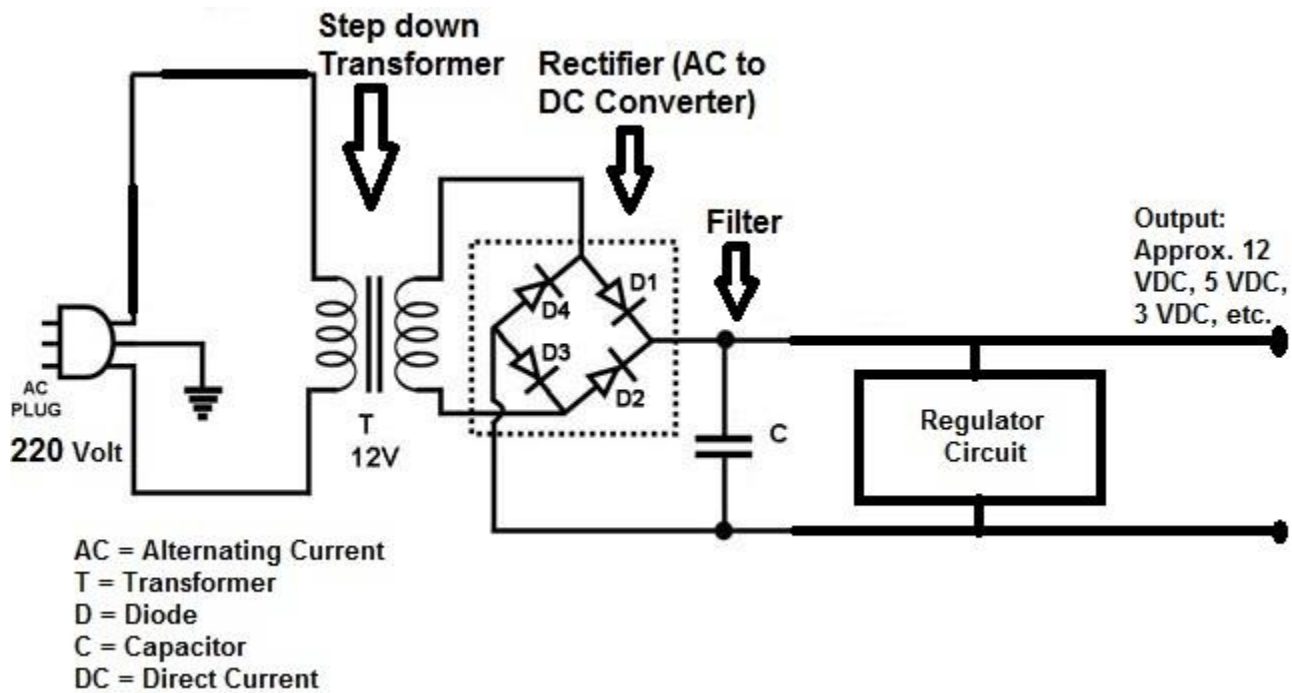 Step down
Transformer
Rectifier (AC to
DC Converter)
Filter
Output:
Approx. 12
VDC, 5 VDC,
3 VDC, etc.
D1
D4
D3
D2
AC
PLUG
220 Volt
T
12V
C
Regulator
Circuit
AC = Alternating Current
T = Transformer
D = Diode
C = Capacitor
DC = Direct Current